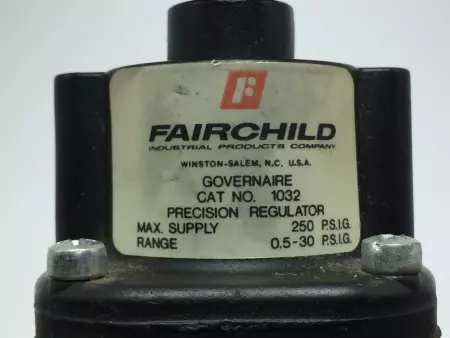 FAIRCHILD
INDUSTRIAL PRODUCTS COMPANY
WINSTON-SALEM, N.C. U.S.A.
GOVERNAIRE
CAT NO. 1032
PRECISION REGULATOR
MAX. SUPPLY 250 P.S.I.G.
RANGE 0.5-30 P.S.I.G.